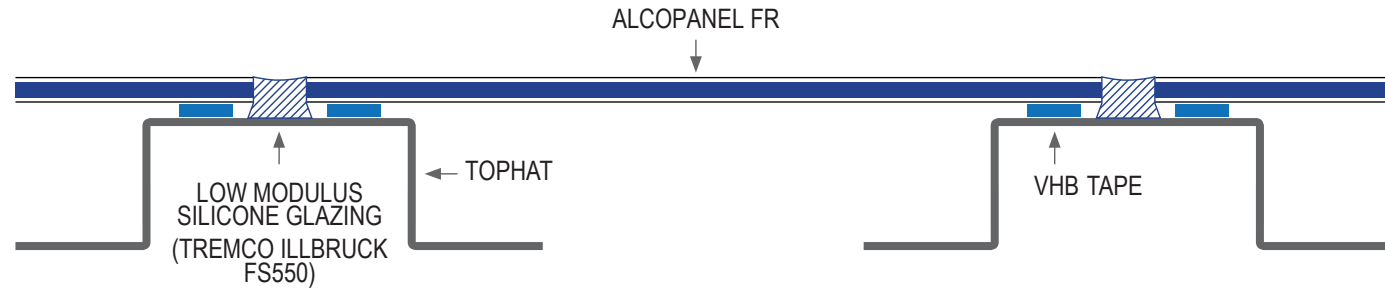 ALCOPANEL FR
TOPHAT
LOW MODULUS
SILICONE GLAZING
(TREMCO ILLBRUCK
FS550)
VHB TAPE